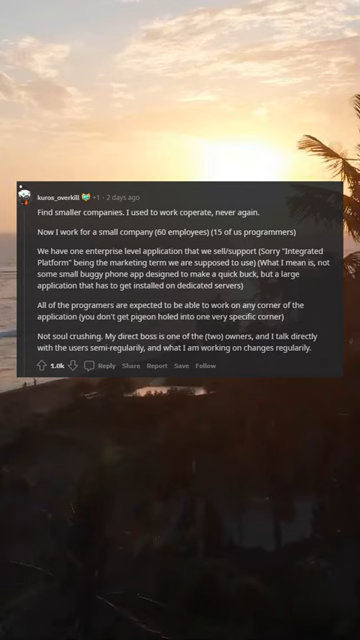 kurox_overkill +1 · 2 days ago
Find smaller companies. I used to work coperate, never again.
Now I work for a small company (60 employees) (15 of us programmers)
We have one enterprise level application that we sell/support (Sorry "Integrated
Platform" being the marketing term we are supposed to use) (What I mean is, not
some small buggy phone app designed to make a quick buck, but a large
application that has to get installed on dedicated servers)
All of the programers are expected to be able to work on any corner of the
application (you don't get pigeon holed into one very specific corner)
Not soul crushing. My direct boss is one of the (two) owners, and I talk directly
with the users semi-regularily, and what I am working on changes regularily.
1.0k Reply Share Report Save Follow